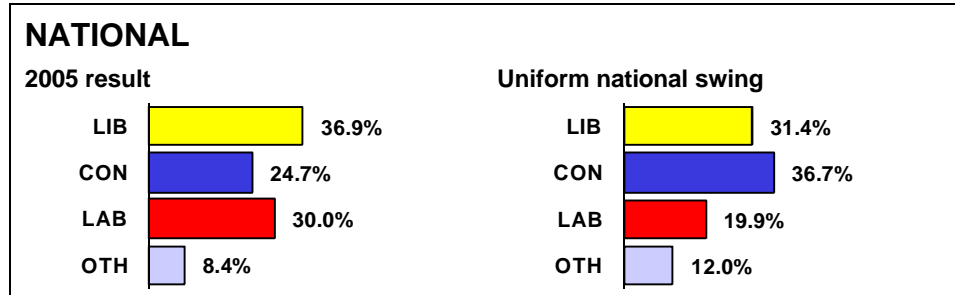 NATIONAL
2005 result
LIB 36.9%
CON 24.7%
LAB 30.0%
OTH 8.4%
Uniform national swing
LIB 31.4%
CON 36.7%
LAB 19.9%
OTH 12.0%